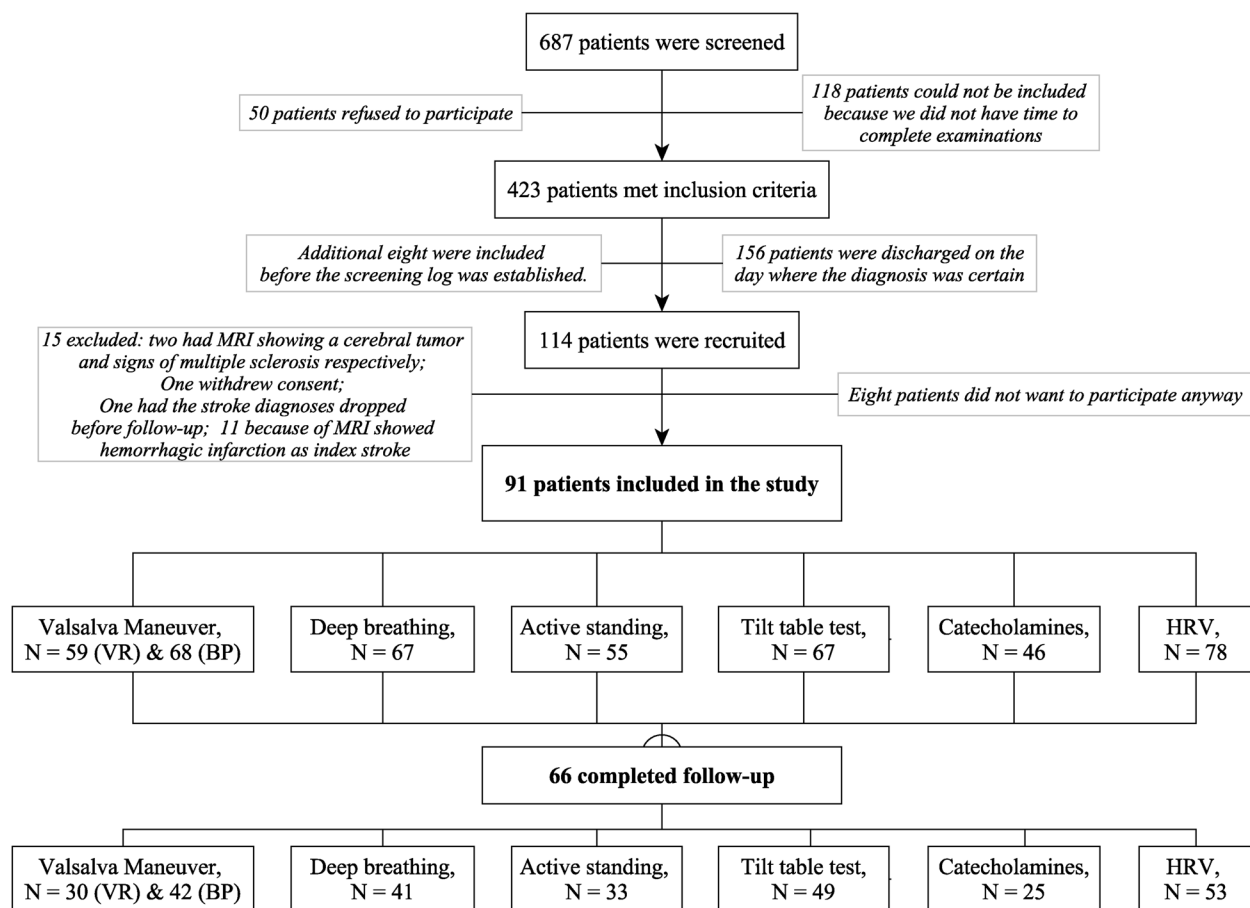 687 patients were screened
50 patients refused to participate
118 patients could not be included
because we did not have time to
complete examinations
423 patients met inclusion criteria
Additional eight were included
before the screening log was established.
156 patients were discharged on the
day where the diagnosis was certain
114 patients were recruited
15 excluded: two had MRI showing a cerebral tumor
and signs of multiple sclerosis respectively;
One withdrew consent;
One had the stroke diagnoses dropped
before follow-up; 11 because of MRI showed
hemorrhagic infarction as index stroke
Eight patients did not want to participate anyway
91 patients included in the study
Valsalva Maneuver,
N = 59 (VR) & 68 (BP)
Deep breathing,
N = 67
Active standing,
N = 55
Tilt table test,
N = 67
Catecholamines,
N = 46
HRV,
N = 78
66 completed follow-up
Valsalva Maneuver,
N = 30 (VR) & 42 (BP)
Deep breathing,
N = 41
Active standing,
N = 33
Tilt table test,
N = 49
Catecholamines,
N = 25
HRV,
N = 53